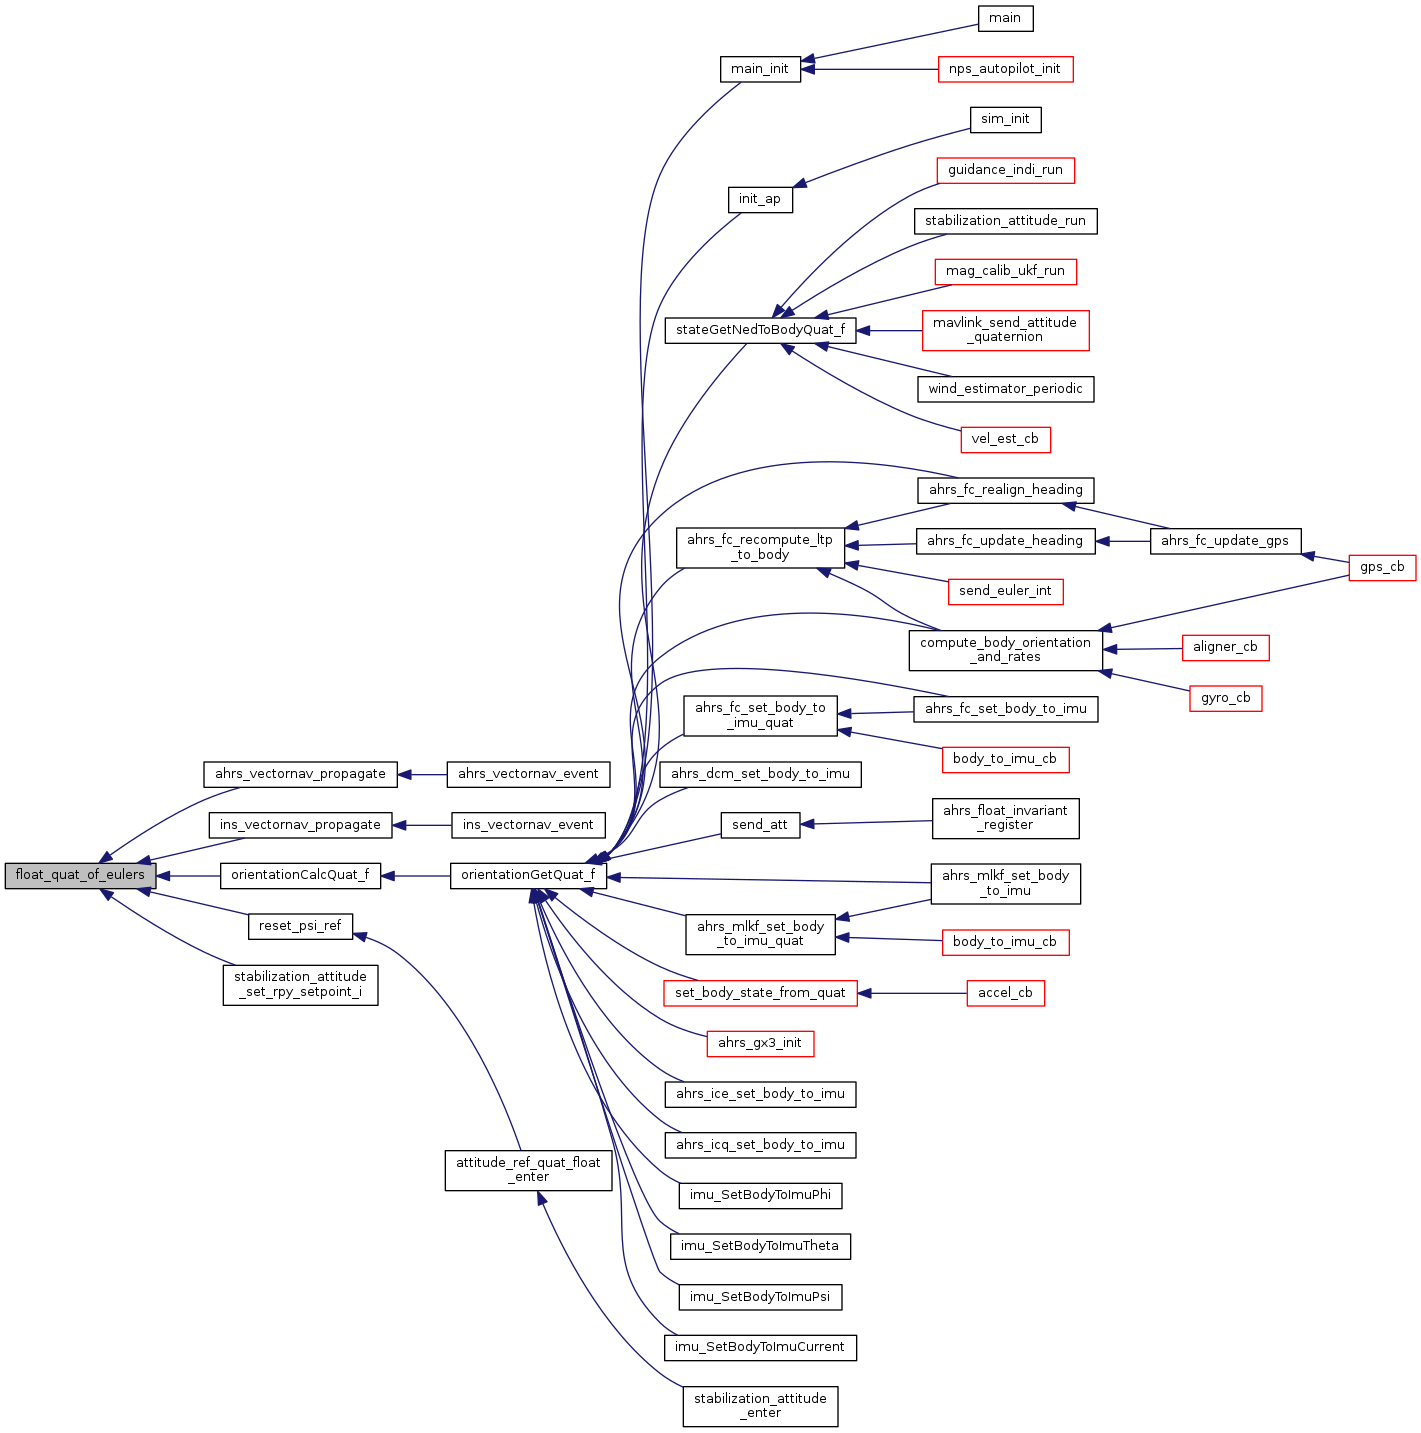 main
main_init
nps_autopilot_init
sim_init
guidance_indi_run
init_ap
stabilization_attitude_run
mag_calib_ukf_run
stateGetNedToBodyQuat_f
mavlink_send_attitude
_quaternion
wind_estimator_periodic
vel_est_cb
ahrs_fc_realign_heading
ahrs_fc_recompute_ltp
_to_body
ahrs_fc_update_heading
ahrs_fc_update_gps
gps_cb
send_euler_int
compute_body_orientation
_and_rates
aligner_cb
gyro_cb
ahrs_fc_set_body_to
_imu_quat
ahrs_fc_set_body_to_imu
body_to_imu_cb
ahrs_vectornav_propagate
ahrs_vectornav_event
ahrs_dcm_set_body_to_imu
ins_vectornav_propagate
ins_vectornav_event
send_att
ahrs_float_invariant
_register
float_quat_of_eulers
orientationCalcQuat_f
orientationGetQuat_f
ahrs_mlkf_set_body
_to_imu
reset_psi_ref
ahrs_mlkf_set_body
_to_imu_quat
body_to_imu_cb
stabilization_attitude
_set_rpy_setpoint_i
set_body_state_from_quat
accel_cb
ahrs_gx3_init
ahrs_ice_set_body_to_imu
ahrs_icq_set_body_to_imu
attitude_ref_quat_float
_enter
imu_SetBodyToImuPhi
imu_SetBodyToImuTheta
imu_SetBodyToImuPsi
imu_SetBodyToImuCurrent
stabilization_attitude
_enter